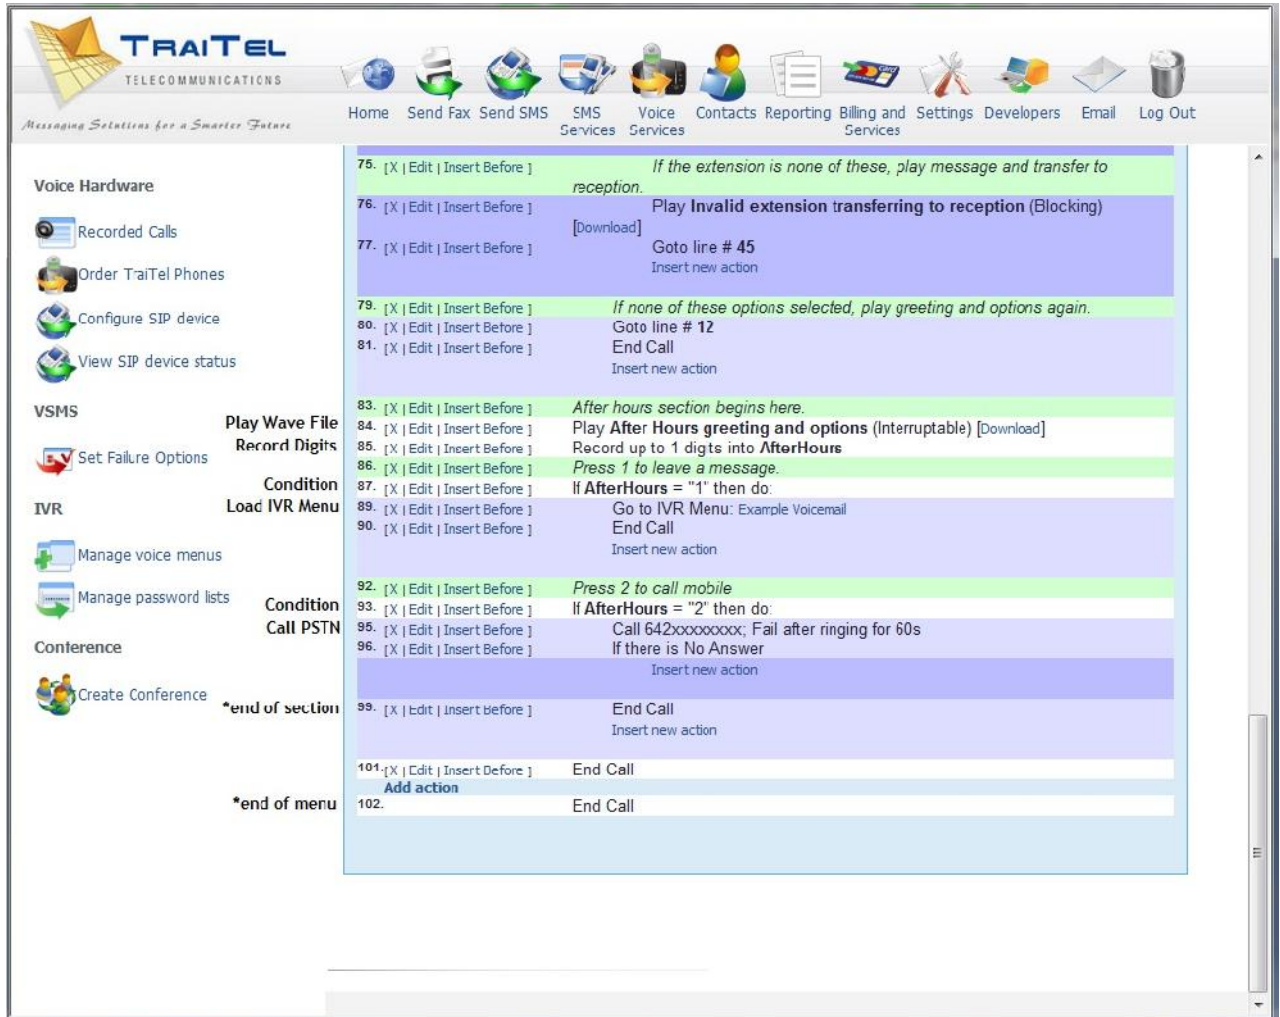 TRAITEL
TELECOMMUNICATIONS
Messaging Solutions for a Smarter Future
Home Send Fax Send SMS SMS Services Voice Services Contacts Reporting Billing and Services Settings Developers Email Log Out
Voice Hardware
Recorded Calls
Order TraiTel Phones
Configure SIP device
View SIP device status
VSMS
Set Failure Options
IVR
Manage voice menus
Manage password lists
Conference
Create Conference
Play Wave File
Record Digits
Condition
Load IVR Menu
Condition
Call PSTN
*end of section
*end of menu
75. [X | Edit | Insert Before ] If the extension is none of these, play message and transfer to
reception.
76. [X | Edit | Insert Before ] Play Invalid extension transferring to reception (Blocking)
[Download]
77. [X | Edit | Insert Before ] Goto line # 45
Insert new action
79. [X | Edit | Insert Before ] If none of these options selected, play greeting and options again.
80. [X | Edit | Insert Before ] Goto line # 12
81. [X | Edit | Insert Before ] End Call
Insert new action
83. [X | Edit | Insert Before ] After hours section begins here.
84. [X | Edit | Insert Before ] Play After Hours greeting and options (Interruptable) [Download]
85. [X | Edit | Insert Before ] Record up to 1 digits into AfterHours
86. [X | Edit | Insert Before ] Press 1 to leave a message.
87. [X | Edit | Insert Before ] If AfterHours = "1" then do:
89. [X | Edit | Insert Before ] Go to IVR Menu: Example Voicemail
90. [X | Edit | Insert Before ] End Call
Insert new action
92. [X | Edit | Insert Before ] Press 2 to call mobile
93. [X | Edit | Insert Before ] If AfterHours = "2" then do:
95. [X | Edit | Insert Before ] Call 642xxxxxxxx; Fail after ringing for 60s
96. [X | Edit | Insert Before ] If there is No Answer
Insert new action
99. [X | Edit | Insert Before ] End Call
Insert new action
101. [X | Edit | Insert Before ] End Call
Add action
102. End Call